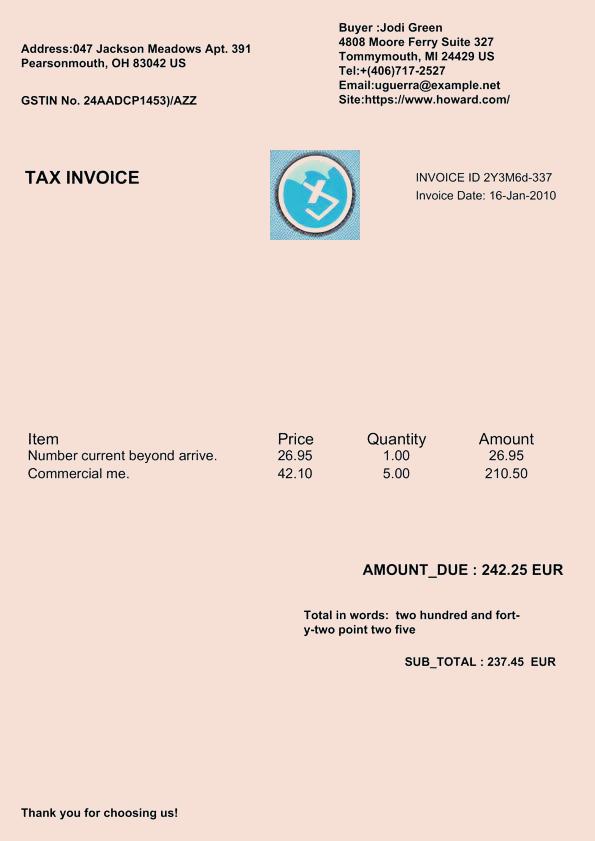 Address:047 Jackson Meadows Apt. 391
Pearsonmouth, OH 83042 US
GSTIN No. 24AADCP1453)/AZZ
Buyer :Jodi Green
4808 Moore Ferry Suite 327
Tommymouth, MI 24429 US
Tel:+(406)717-2527
Email:uguerra@example.net
Site:https://www.howard.com/
TAX INVOICE
INVOICE ID 2Y3M6d-337
Invoice Date: 16-Jan-2010
Item Price Quantity Amount
Number current beyond arrive. 26.95 1.00 26.95
Commercial me. 42.10 5.00 210.50
AMOUNT_DUE : 242.25 EUR
Total in words:  two hundred and fort-
y-two point two five
SUB_TOTAL : 237.45  EUR
Thank you for choosing us!